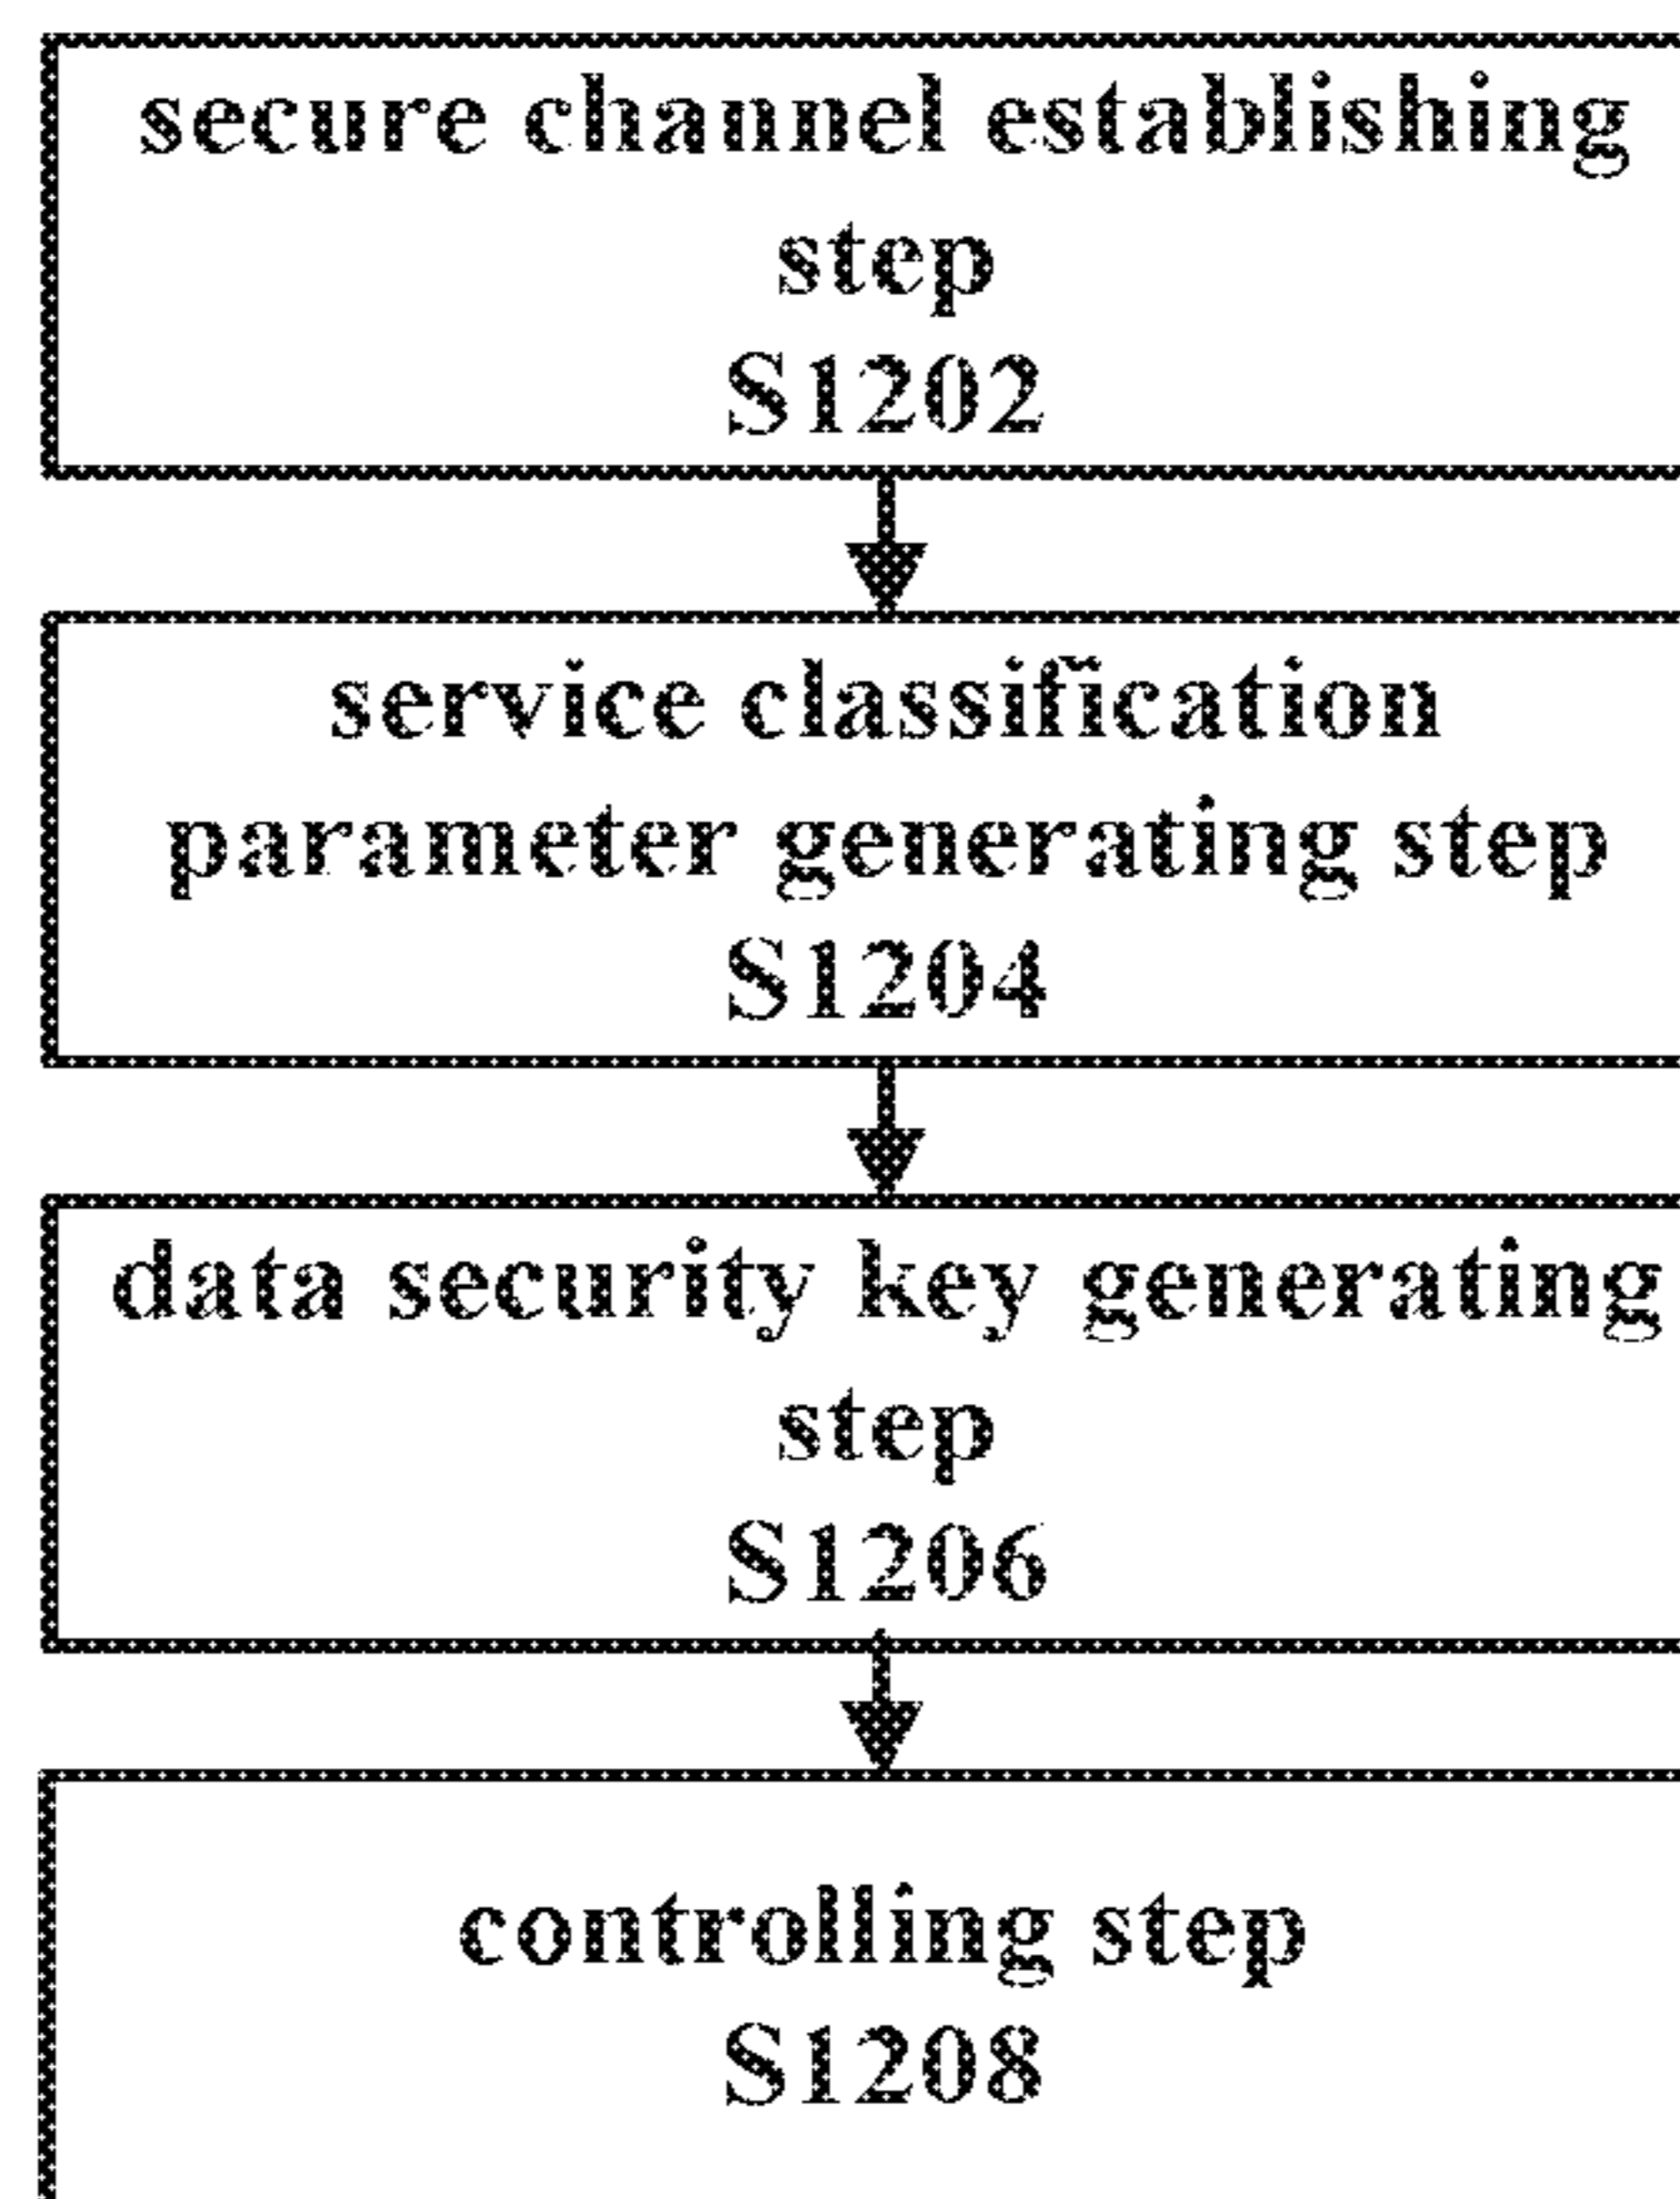 secure channel establishing
step
S1202
service classification
parameter generating step
S1204
data security key generating
step
S1206
controlling step
S1208